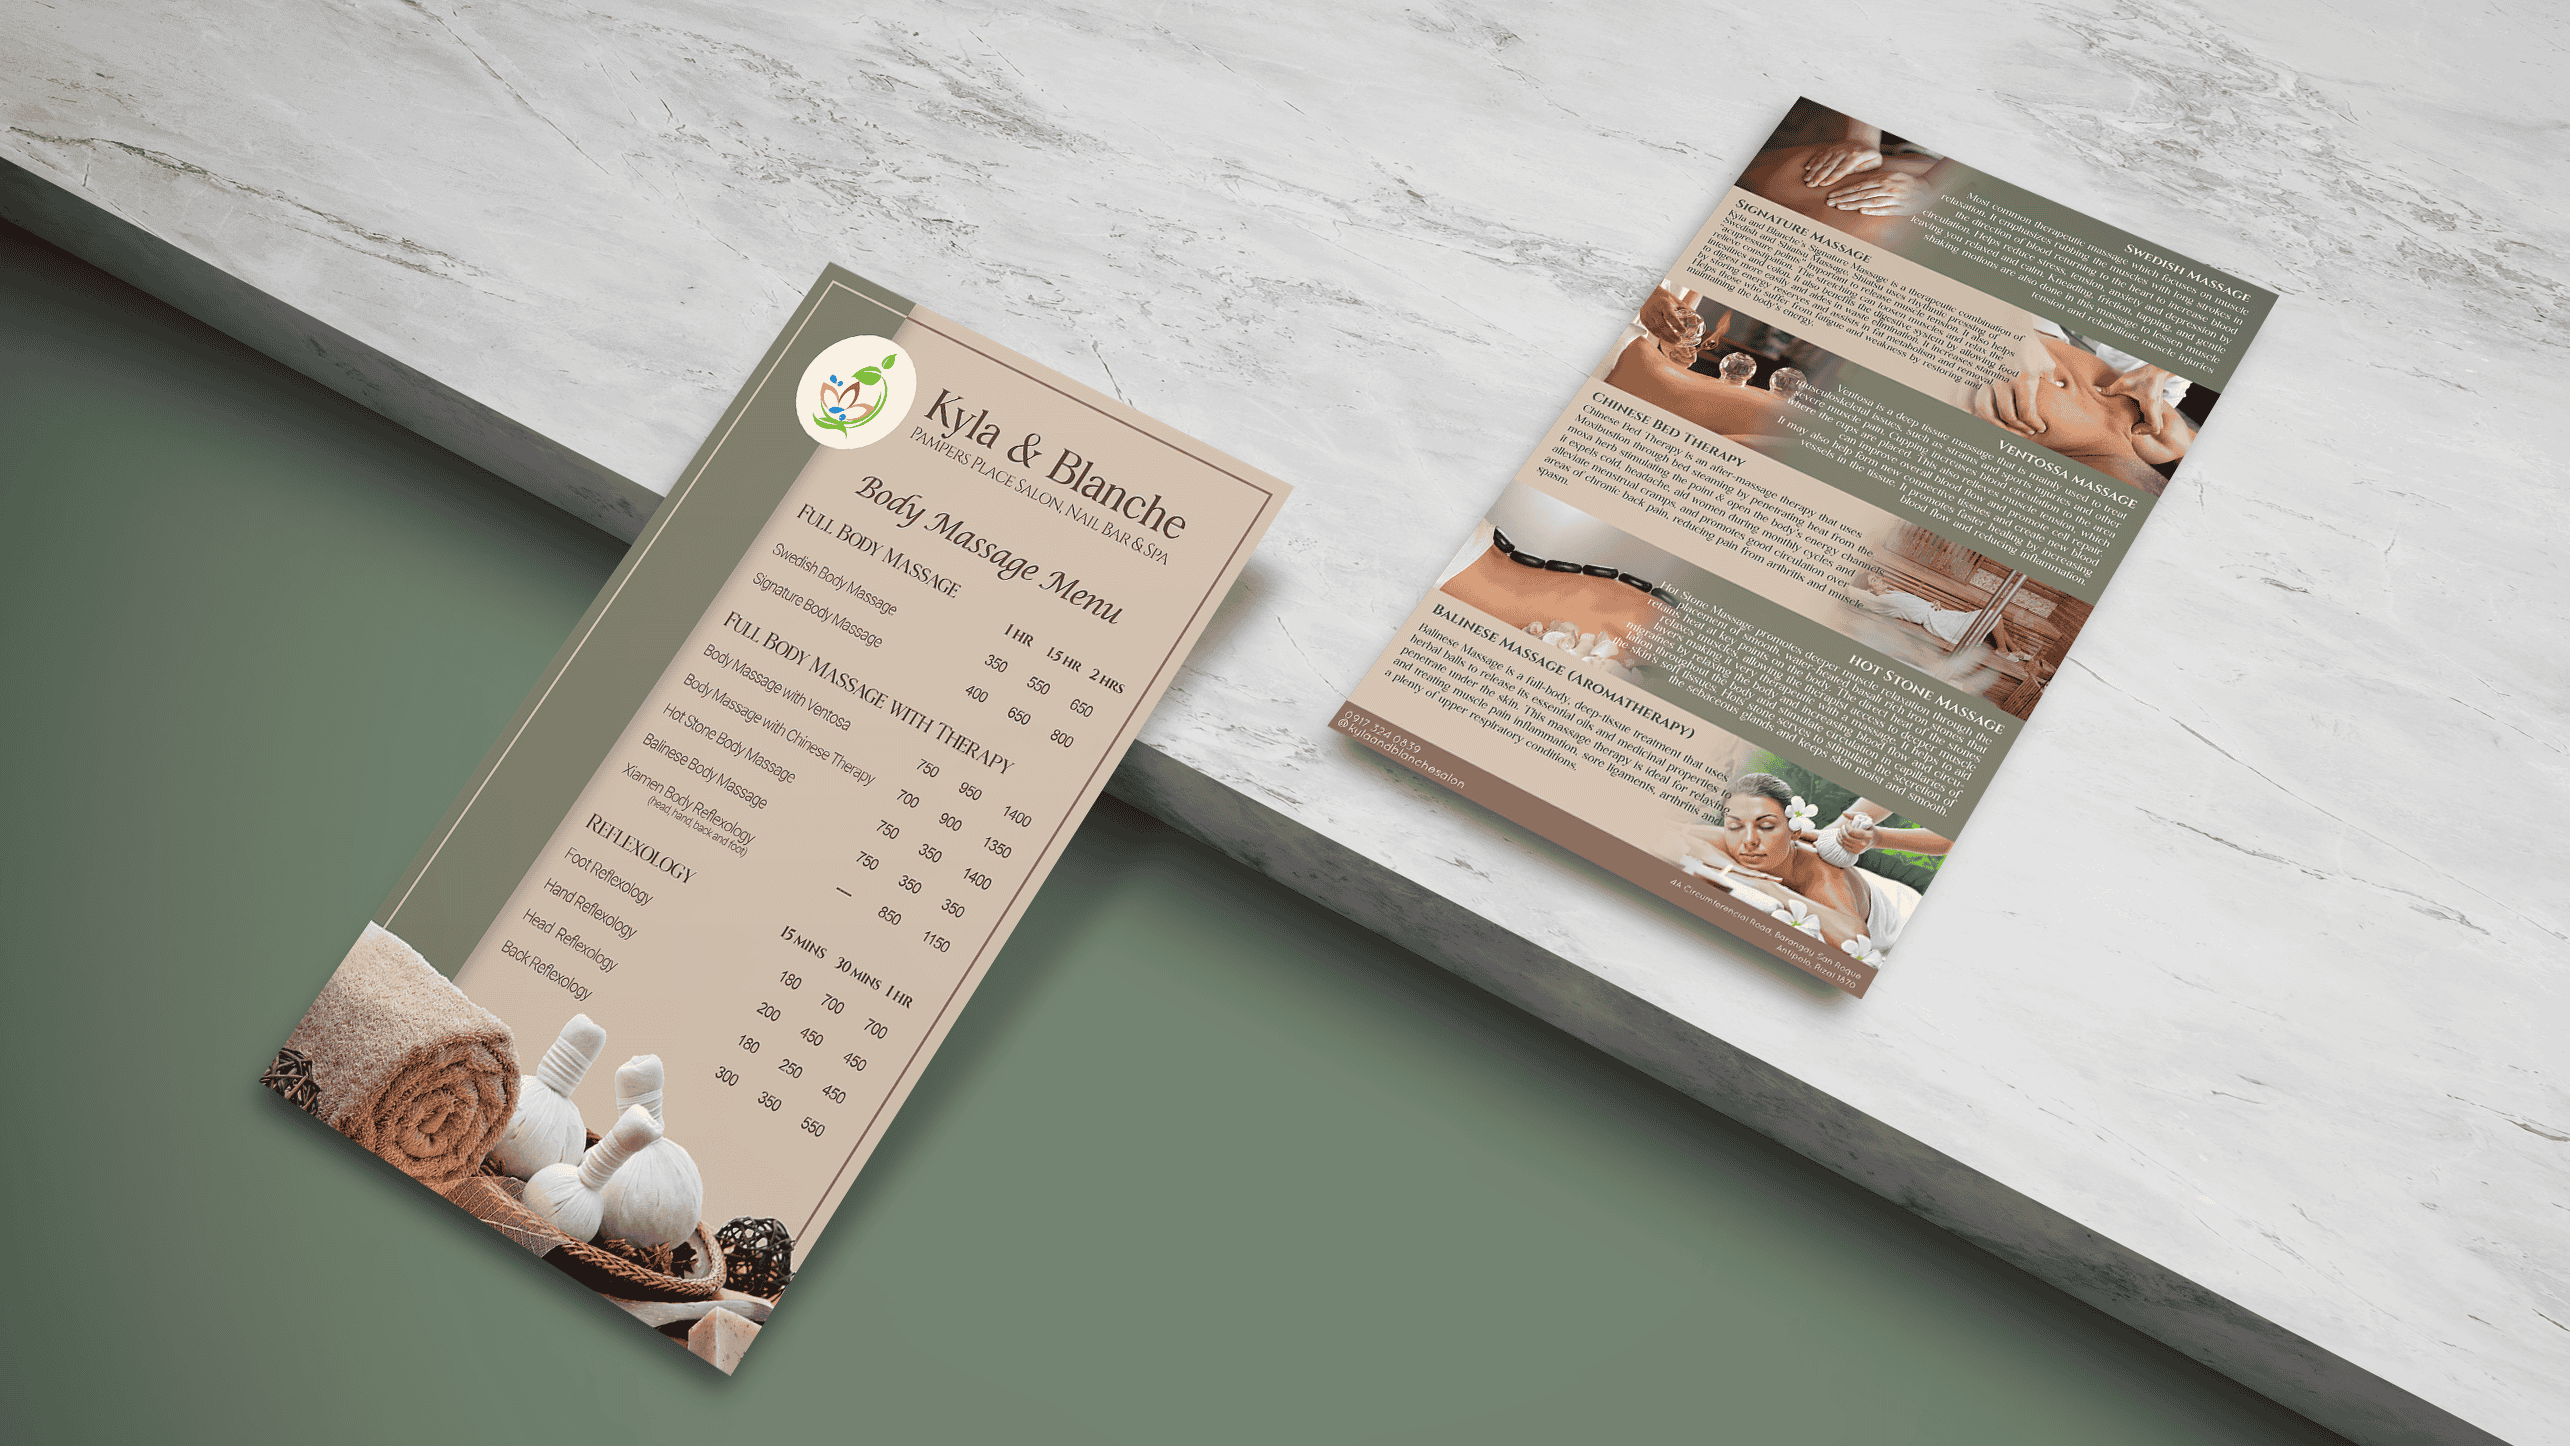 Kyla & Blanche
PAMPERS PLACE SALON, NAIL BAR & SPA
Body Massage Menu
FULL BODY MASSAGE 1 HR 1.5 HR 2 HRS
Swedish Body Massage 350 550 650
Signature Body Massage 400 650 800
FULL BODY MASSAGE WITH THERAPY
Body Massage with Ventosa 750 950 1400
Body Massage with Chinese Therapy 700 900 1350
Hot Stone Body Massage 750 350 1400
Balinese Body Massage 750 350 350
Xiamen Body Reflexology — 850 1150
(head, hand, back and foot)
REFLEXOLOGY 15 MINS 30 MINS 1 HR
Foot Reflexology 180 700 700
Hand Reflexology 200 450 450
Head Reflexology 180 250 450
Back Reflexology 300 350 550
SWEDISH MASSAGE
Most common therapeutic massage which focuses on muscle
relaxation. It emphasizes rubbing the muscles with long strokes in
the direction of blood returning to the heart to increase blood
circulation. Helps reduce stress, tension, anxiety and depression by
leaving you relaxed and calm. Kneading, friction, tapping, and gentle
shaking motions are also done in this massage to lessen muscle
tension and rehabilitate muscle injuries
SIGNATURE MASSAGE
Kyla and Blanche's Signature Massage is a therapeutic combination of
Swedish and Shiatsu Massage. Shiatsu uses rhythmic pressing of
acupressure points important to release muscle tension. It also helps
relieve constipation. The stretching can loosen muscles and relax the
intestines and colon. It also benefits the digestive system by allowing food
to digest more easily and aides in waste elimination. It increases stamina
by storing energy reserves and assists in fat metabolism and removal.
Helps those who suffer from fatigue and weakness by restoring and
maintaining the body's energy.
VENTOSSA MASSAGE
Ventosa is a deep tissue massage that is mainly used to treat
musculoskelctal issues, such as strains and sports injuries and other
severe muscle pain. Cupping increases blood circulation to the area
where the cups are placed. This also relieves muscle tension, which
can improve overall blood flow and promote cell repair.
It may also help form new connective tissues and create new blood
vessels in the tissue. It promotes faster healing by increasing
blood flow and reducing inflammation.
CHINESE BED THERAPY
Chinese Bed Therapy is an after-massage therapy that uses
Moxibustion through bed steaming by penetrating heat from the
moxa herb stimulating the point & open the body's energy channels
it expels cold, headache, aid women during monthly cycles and
alleviate menstrual cramps, and promotes good circulation over
areas of chronic back pain, reducing pain from arthritis and muscle
spasm.
HOT STONE MASSAGE
Hot Stone Massage promotes deeper muscle relaxation through the
placement of smooth, water-cleaned basalt rich iron stones that
retains heat at key points on the body. The direct heat of the stones
relaxes muscles, allowing the therapist access to deeper muscle
layers making it very therapeutic with a massage. It helps to aid
migraines by relaxing the body and increasing blood flow and circu-
lation throughout the body and stimulate circulation in capillaries of
the skin's soft tissues. Hot stone serves to stimulate the secretion of
the sebaceous glands and keeps skin moist and smooth.
BALINESE MASSAGE (AROMATHERAPY)
Balinese Massage is a full-body, deep-tissue treatment that uses
herbal balls to release its essential oils and medicinal properties to
penetrate under the skin. This massage therapy is ideal for relaxing
and treating muscle pain inflammation, sore ligaments, arthritis and
a plenty of upper respiratory conditions.
0917 324 0839
@kylaandblanchesalon
4A Circumferencial Road, Barangay San Roque
Antipolo, Rizal 1870